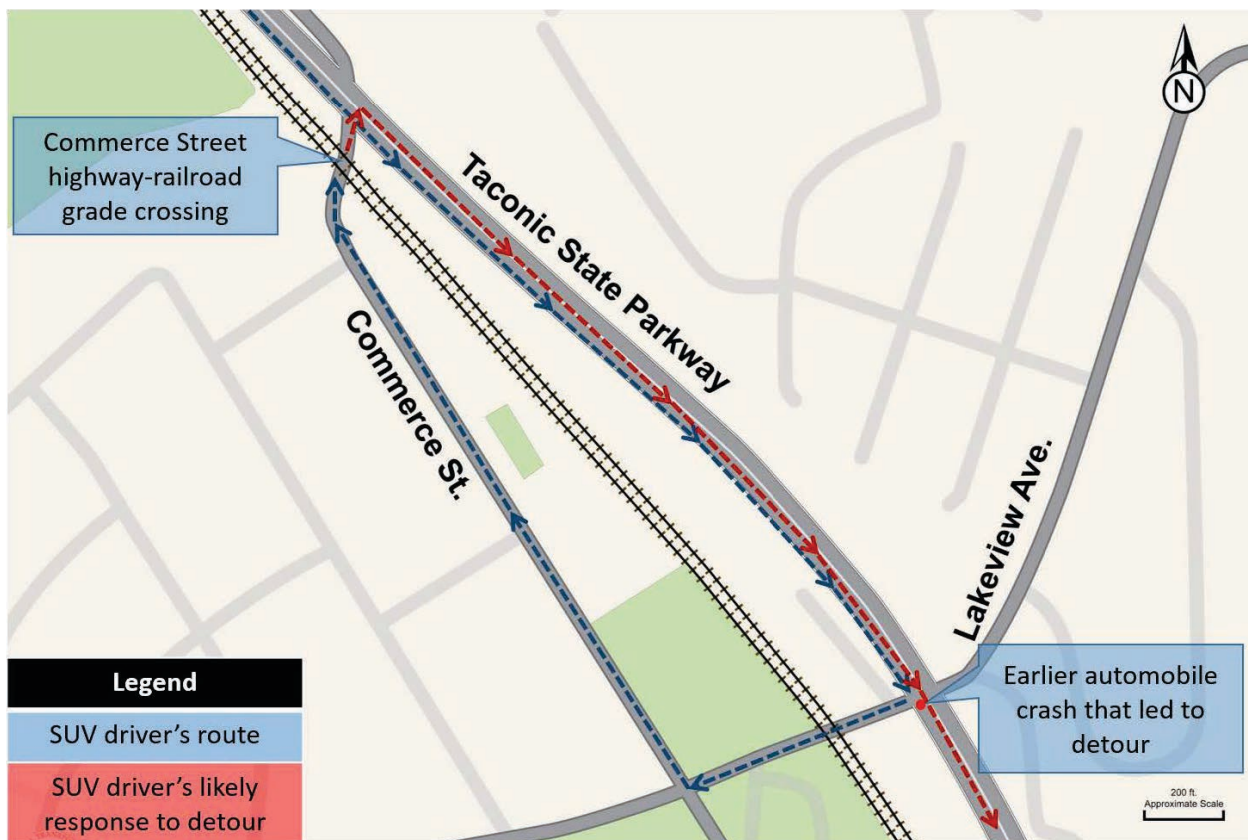 N
Commerce Street
highway-railroad
grade crossing
Taconic State Parkway
Commerce St.
Lakeview Ave.
Earlier automobile
crash that led to
detour
Legend
SUV driver's route
SUV driver's likely
response to detour
200 ft.
Approximate Scale